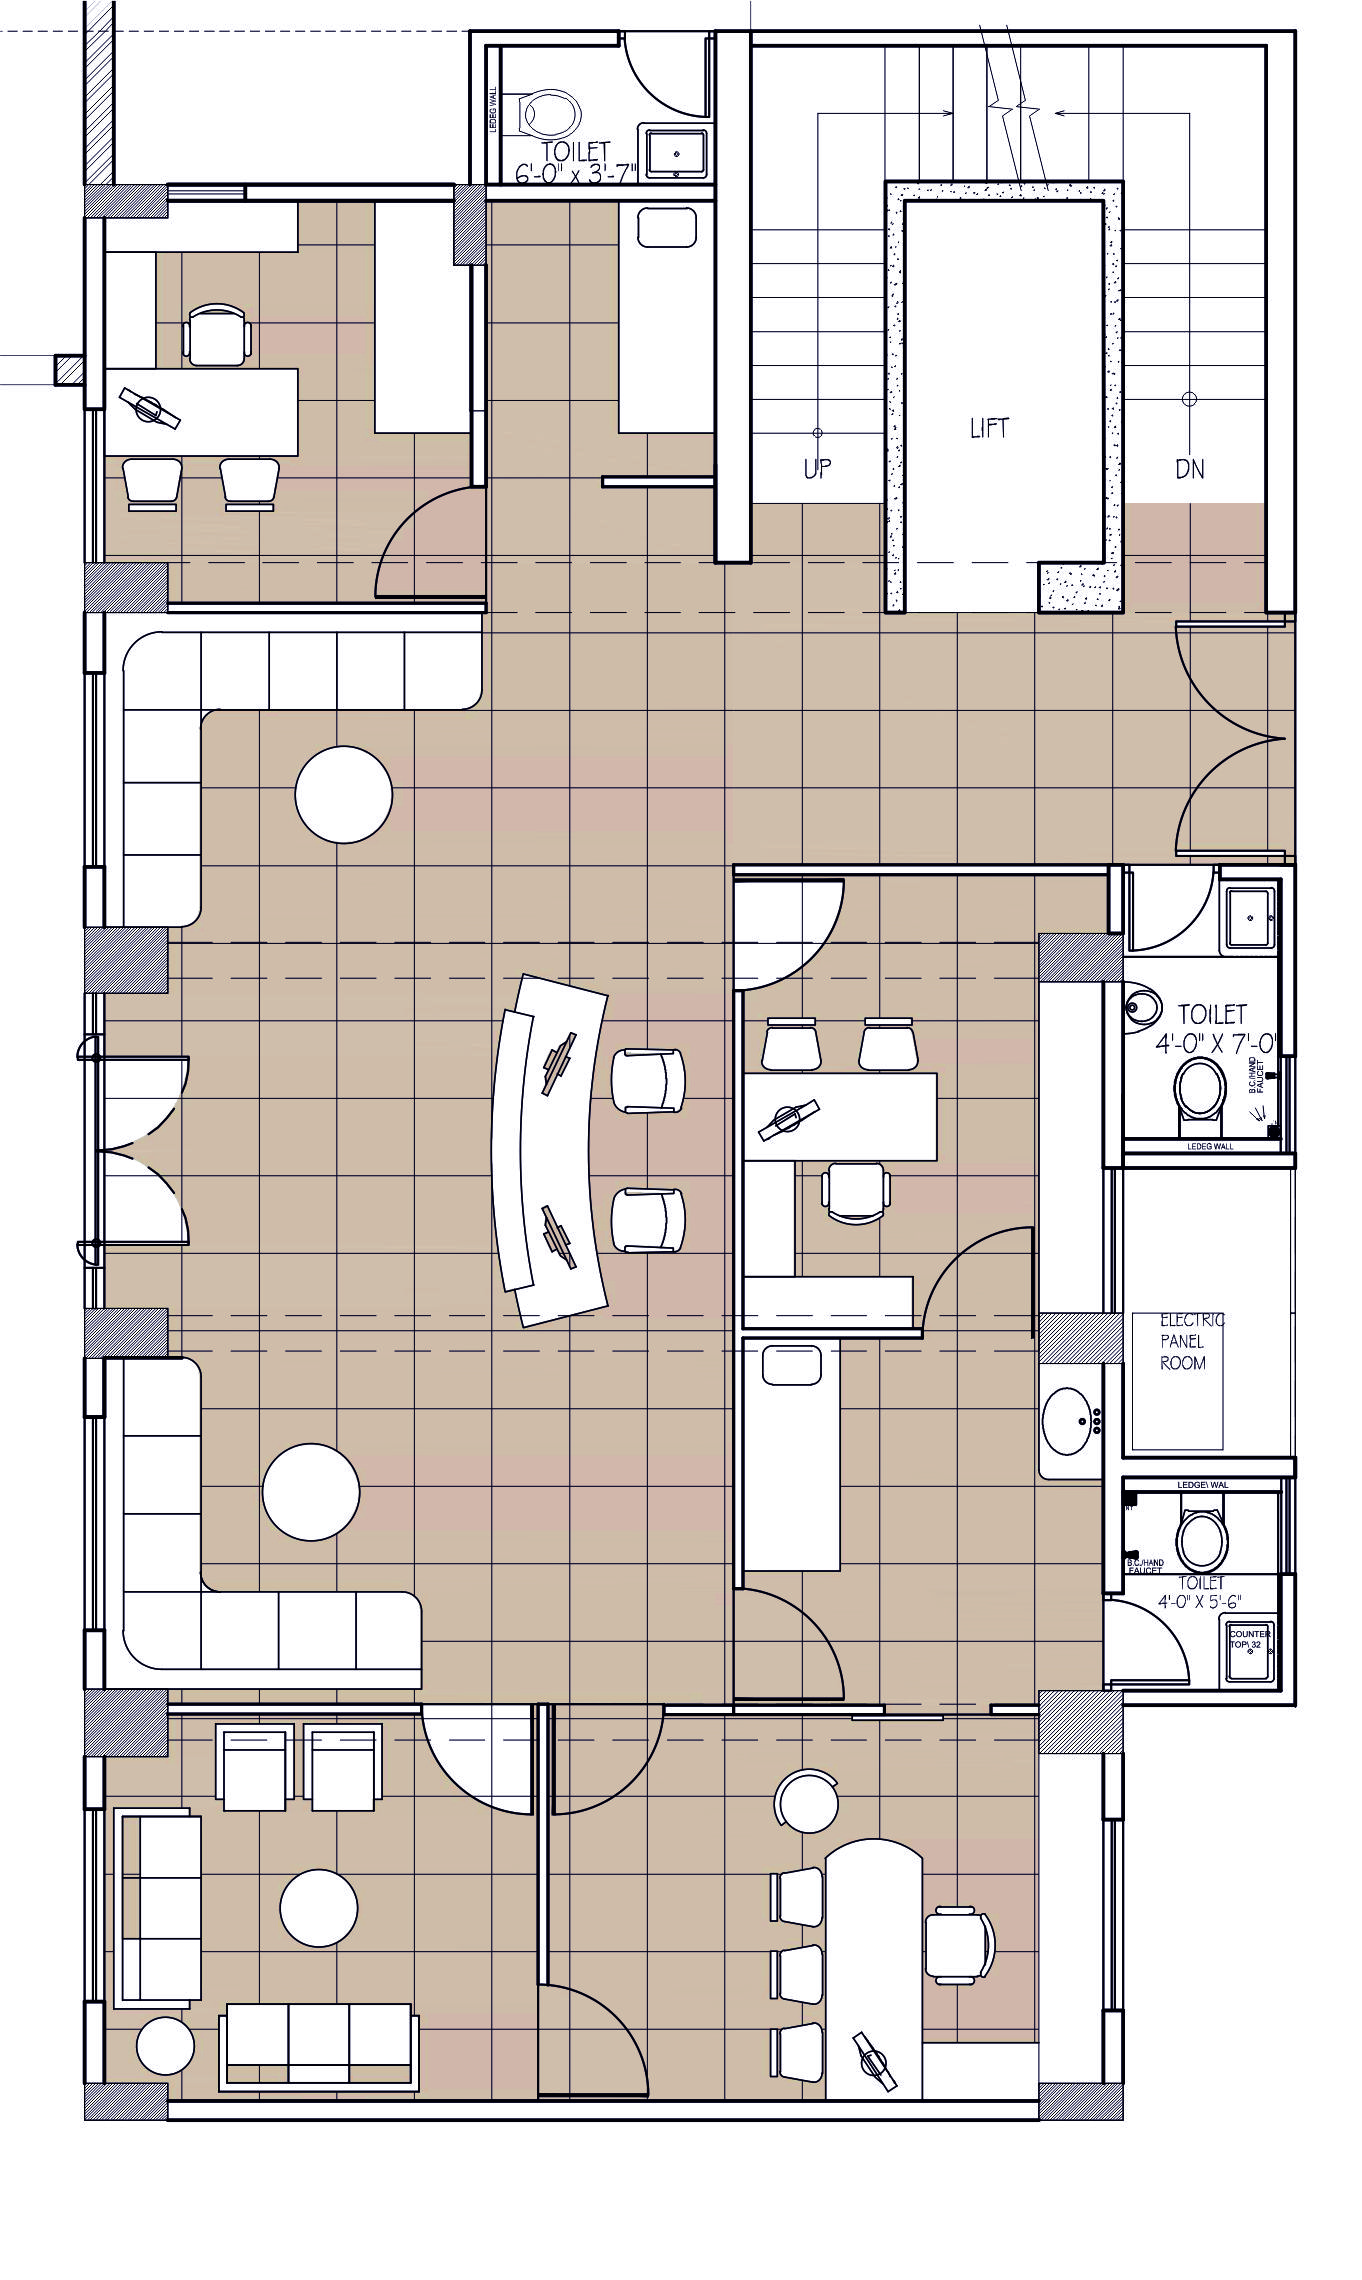 LEDEG WALL
TOILET
6'-0" x 3'-7"
LIFT
UP
DN
TOILET
4'-0" X 7'-0'
B.C./HAND
FAUCET
LEDEG WALL
ELECTRIC
PANEL
ROOM
LEDGE\ WAL
B.C./HAND
FAUCET
TOILET
4'-0" X 5'-6"
COUNTER
TOP\ 32